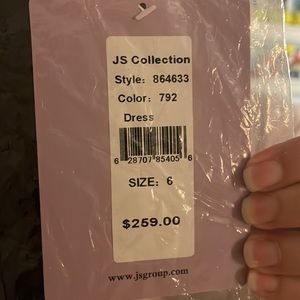 JS Collection
Style: 864633
Color: 792
Dress
6 28707 85405 6
SIZE: 6
$259.00
www.jsgroup.com